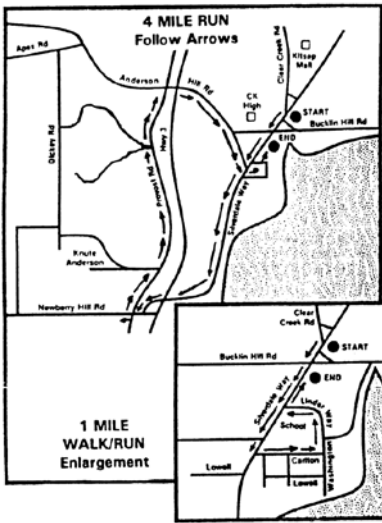 4 MILE RUN
Follow Arrows
Apex Rd
Anderson
Hill Rd
Clear Creek Rd
Kitsap
Mall
CK
High
START
Bucklin Hill Rd
END
Dickey Rd
Hwy 3
Provost Rd
Silverdale Way
Knute
Anderson
Newberry Hill Rd
1 MILE
WALK/RUN
Enlargement
Clear
Creek Rd
START
Bucklin Hill Rd
END
Silverdale Way
Linder
Way
School
Washington
Carlton
Lowell
Lowell